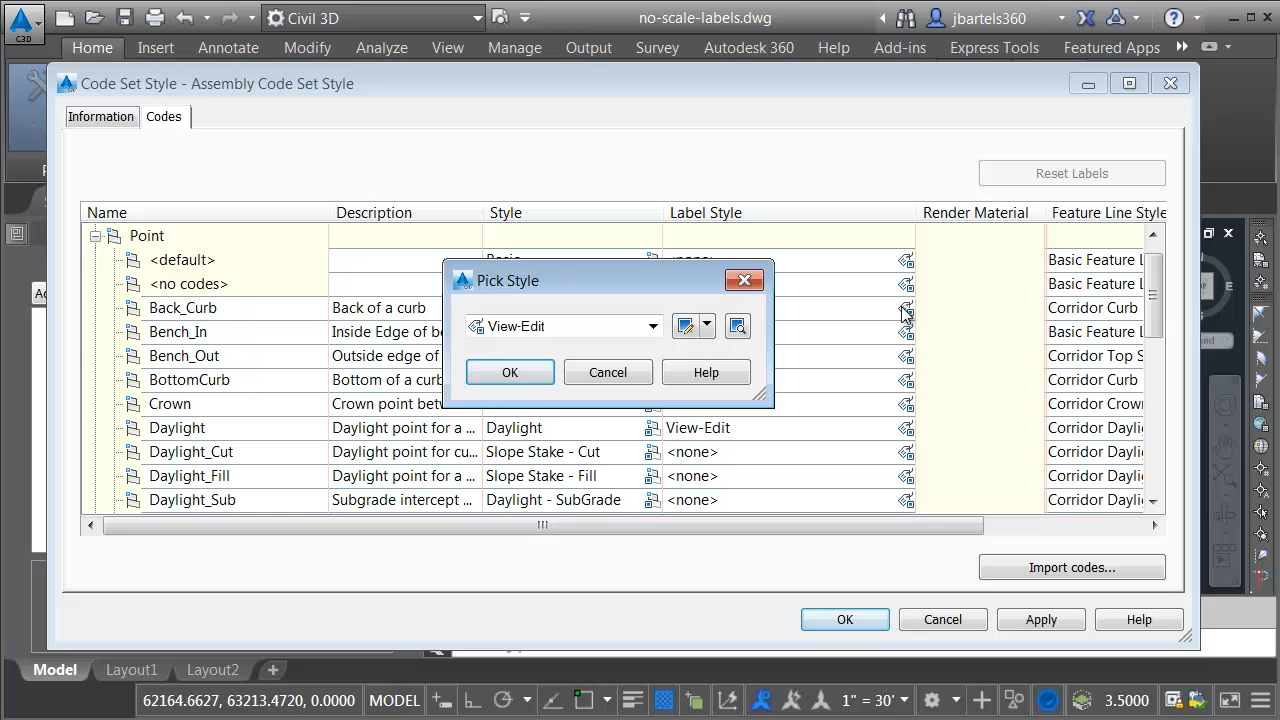 Civil 3D no-scale-labels.dwg jbartels360
C3D
Home Insert Annotate Modify Analyze View Manage Output Survey Autodesk 360 Help Add-ins Express Tools Featured Apps
Code Set Style - Assembly Code Set Style
Information Codes
Reset Labels
Name Description Style Label Style Render Material Feature Line Style
Point
<default> Basic <none> Basic Feature L
<no codes> Basic Feature L
Back_Curb Back of a curb Corridor Curb
Bench_In Inside Edge of be Basic Feature L
Bench_Out Outside edge of Corridor Top S
BottomCurb Bottom of a curb Corridor Curb
Crown Crown point betw Corridor Crown
Daylight Daylight point for a ... Daylight View-Edit Corridor Dayli
Daylight_Cut Daylight point for cu... Slope Stake - Cut <none> Corridor Dayli
Daylight_Fill Daylight point for a ... Slope Stake - Fill <none> Corridor Dayli
Daylight_Sub Subgrade intercept ... Daylight - SubGrade <none> Corridor Dayli
Pick Style
View-Edit
OK Cancel Help
Import codes...
OK Cancel Apply Help
Model Layout1 Layout2
62164.6627, 63213.4720, 0.0000 MODEL 1" = 30' 3.5000